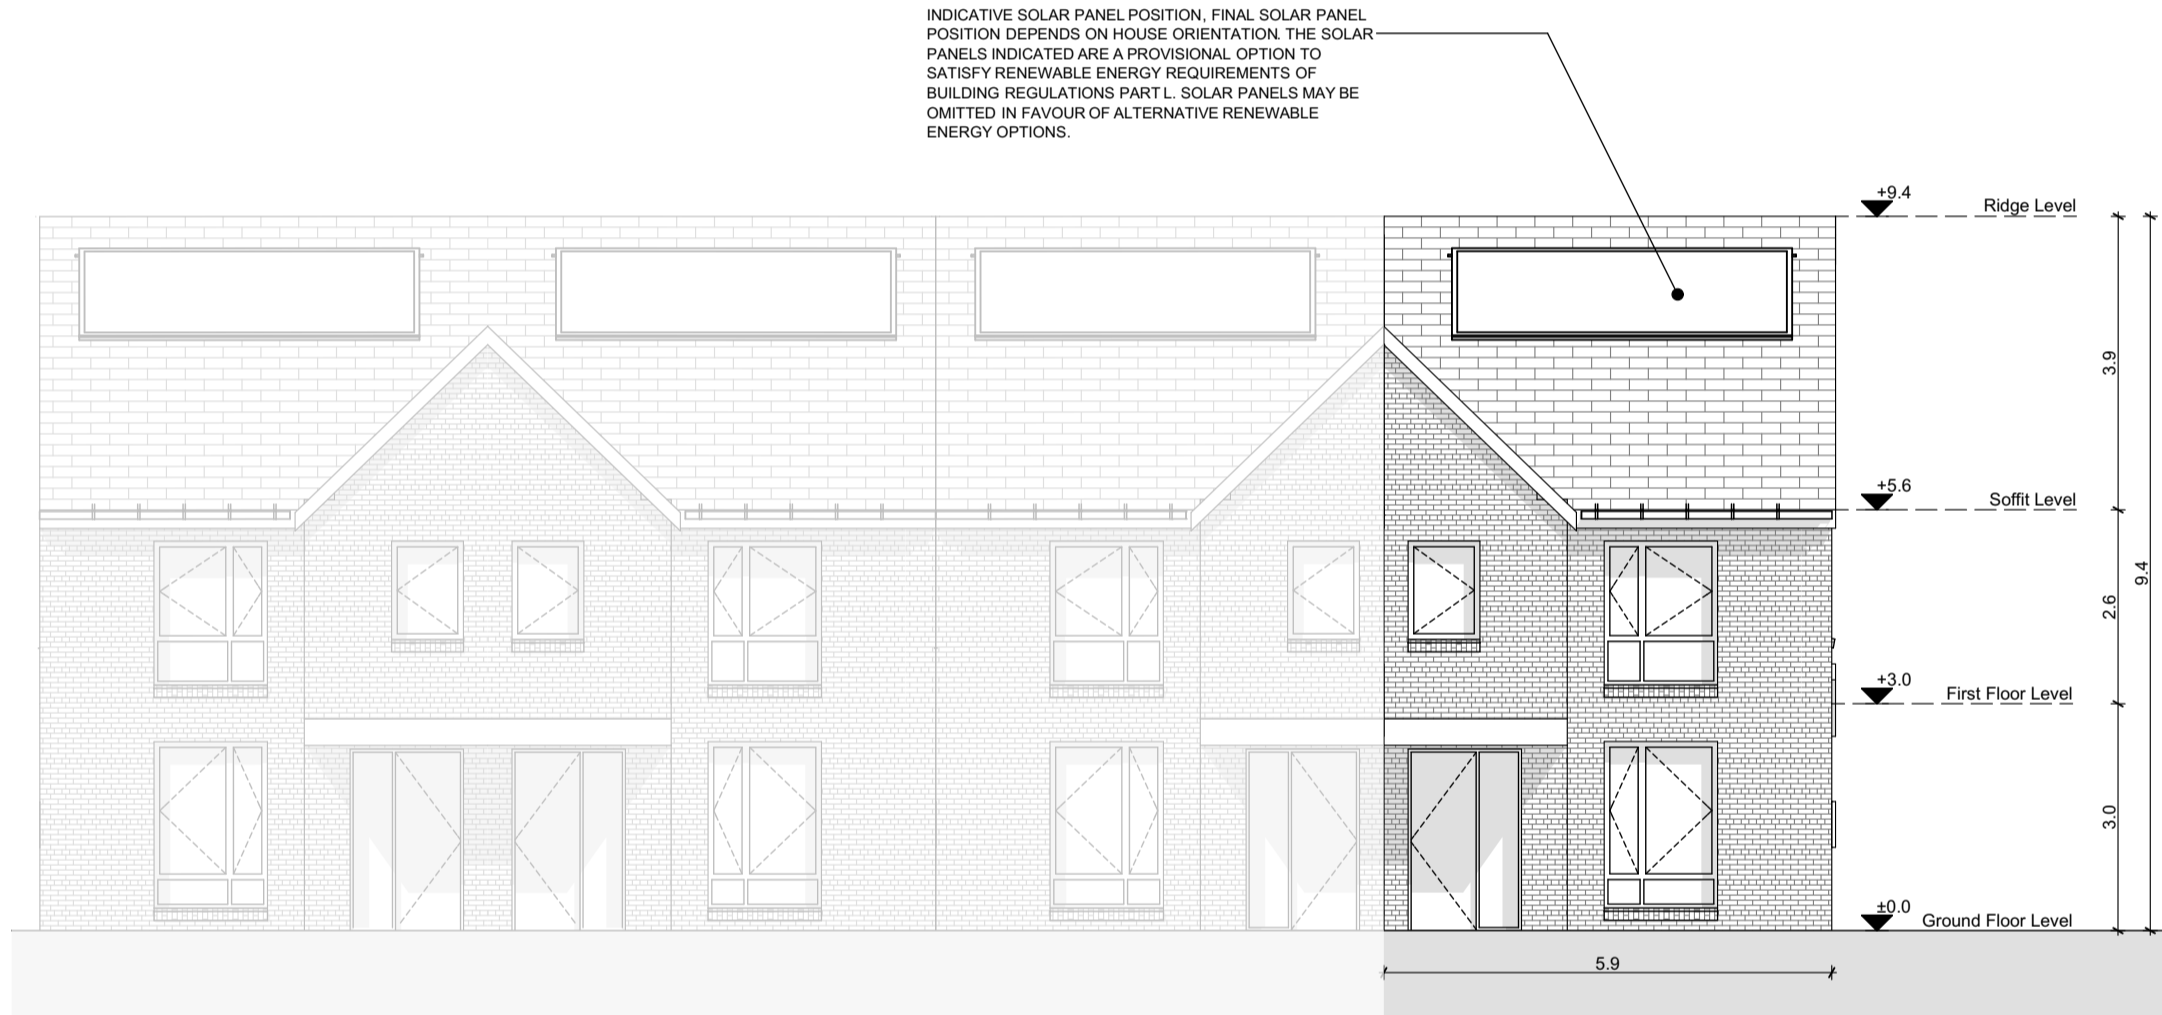 INDICATIVE SOLAR PANEL POSITION, FINAL SOLAR PANEL
POSITION DEPENDS ON HOUSE ORIENTATION. THE SOLAR
PANELS INDICATED ARE A PROVISIONAL OPTION TO
SATISFY RENEWABLE ENERGY REQUIREMENTS OF
BUILDING REGULATIONS PART L. SOLAR PANELS MAY BE
OMITTED IN FAVOUR OF ALTERNATIVE RENEWABLE
ENERGY OPTIONS.
+9.4
Ridge Level
3.9
+5.6
Soffit Level
9.4
2.6
+3.0
First Floor Level
3.0
±0.0
Ground Floor Level
5.9